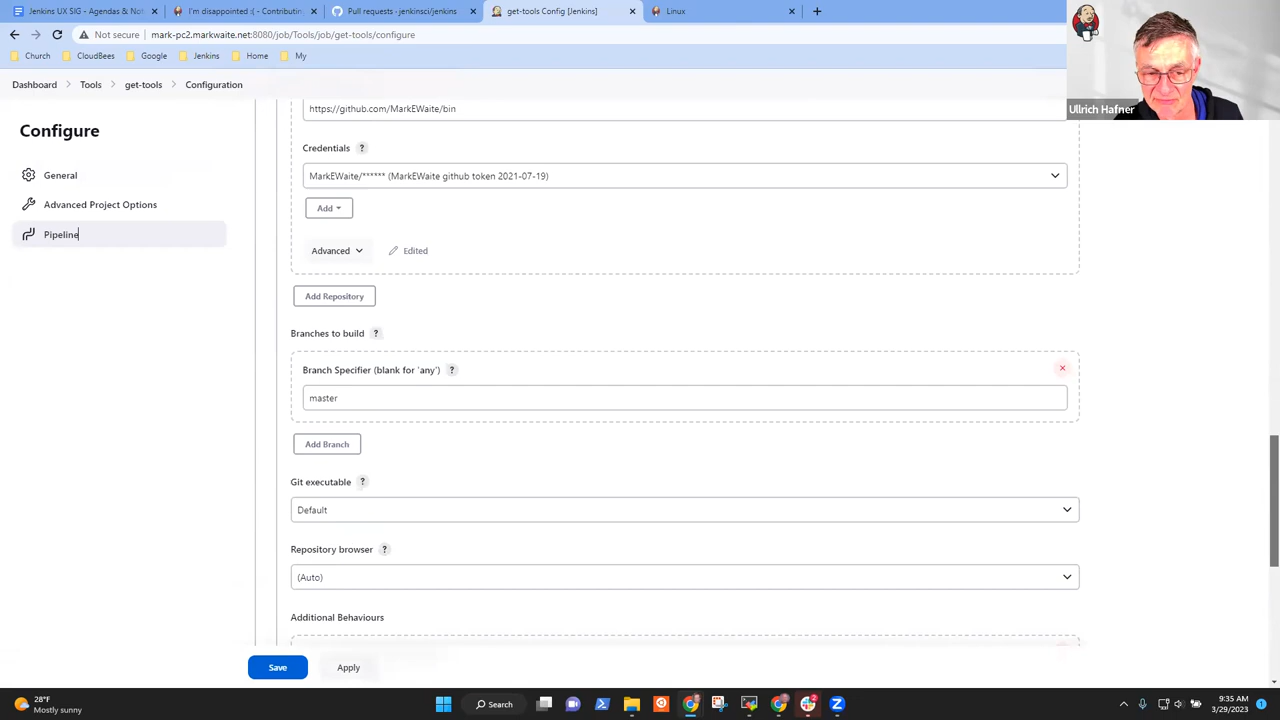 Jenkins UX SIG - Agendas & Not
I'm disappointed :( - Contributin
Pull requests · jenkinsci/jenkins
get-tools Config [Jenkins]
Linux
Not secure
mark-pc2.markwaite.net:8080/job/Tools/job/get-tools/configure
Church
CloudBees
Google
Jenkins
Home
My
Dashboard
Tools
get-tools
Configuration
Ullrich Hafner
Configure
General
Advanced Project Options
Pipeline
https://github.com/MarkEWaite/bin
Credentials ?
MarkEWaite/****** (MarkEWaite github token 2021-07-19)
Add
Advanced
Edited
Add Repository
Branches to build ?
Branch Specifier (blank for 'any') ?
master
Add Branch
Git executable ?
Default
Repository browser ?
(Auto)
Additional Behaviours
Save
Apply
28°F
Mostly sunny
Search
2
9:35 AM
3/29/2023
1